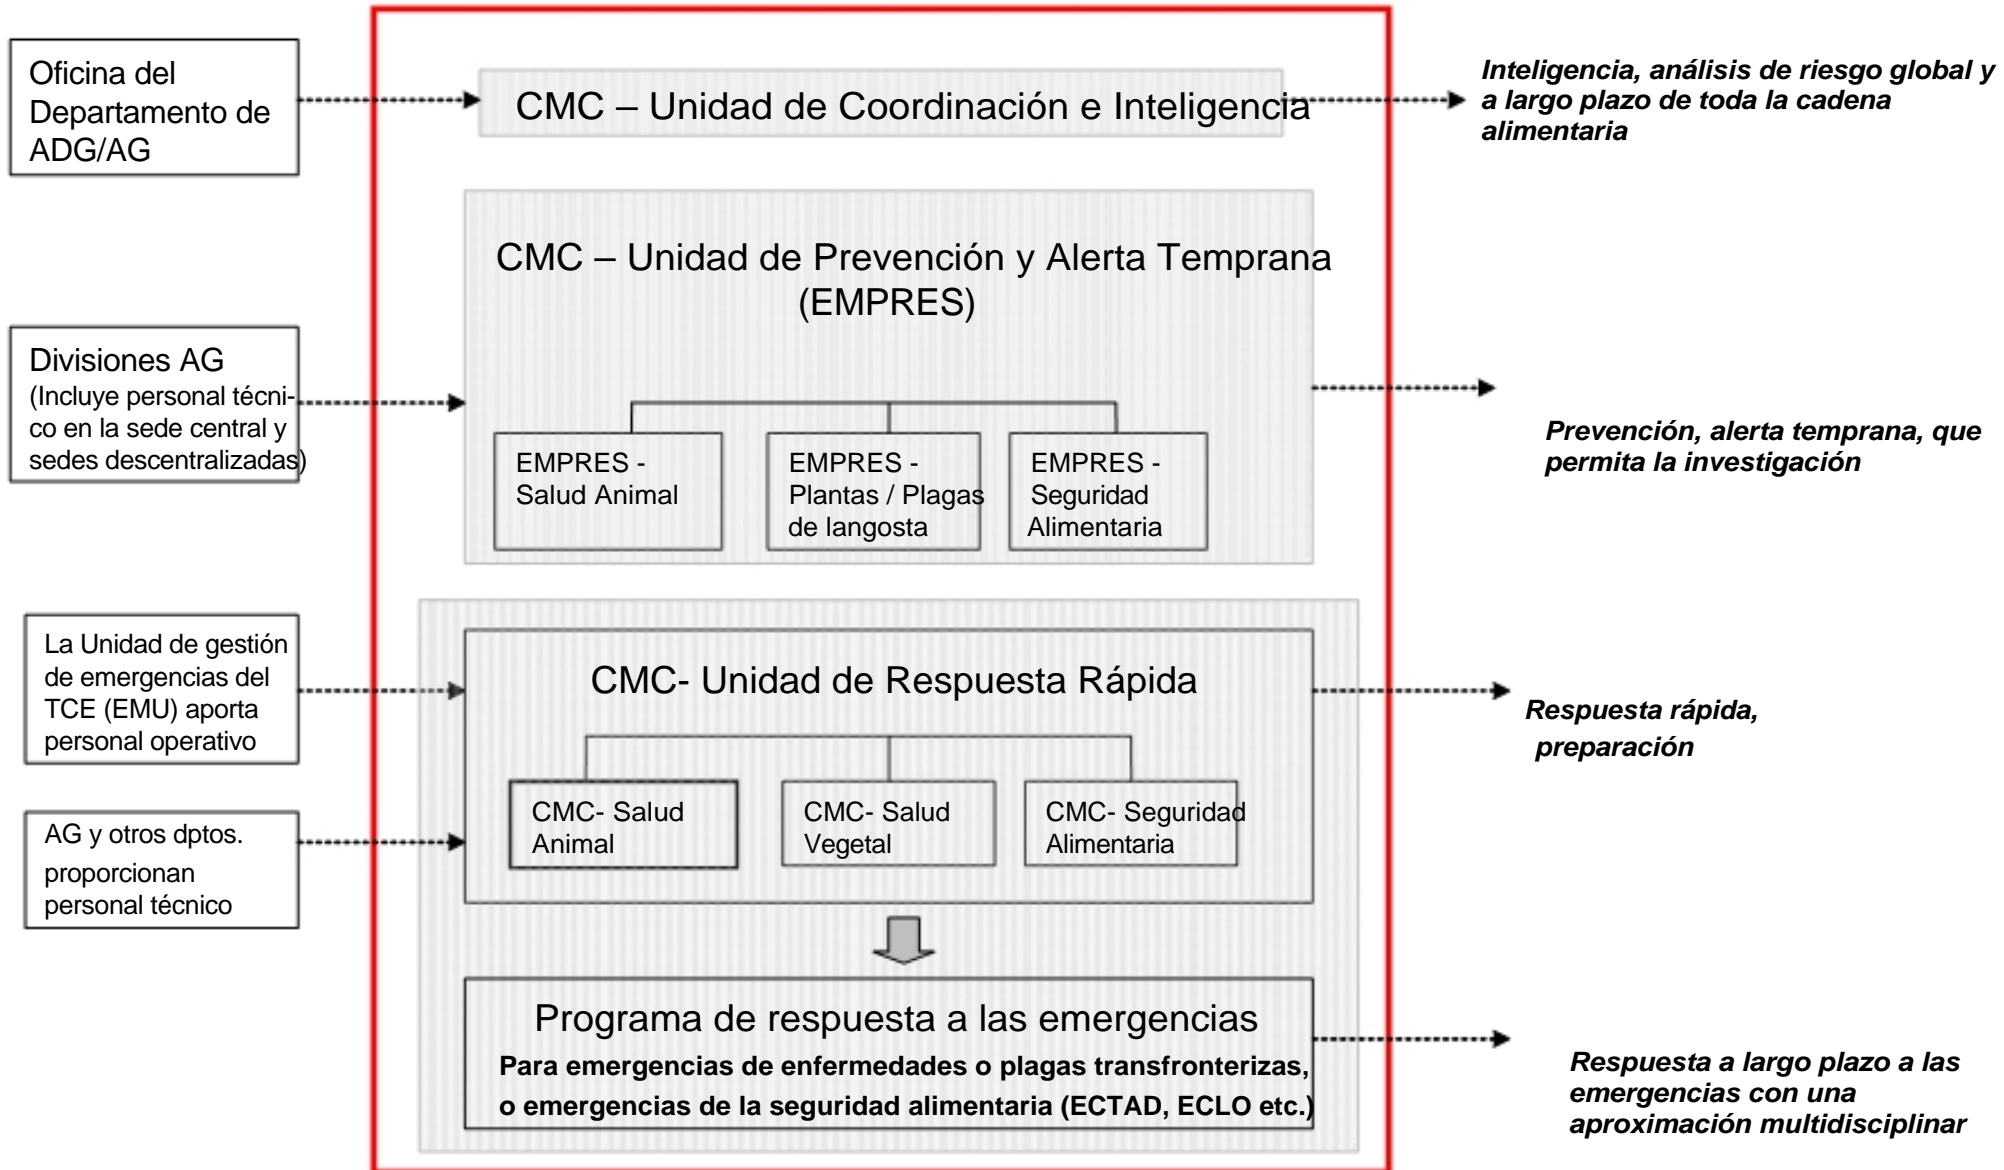 Oficina del
Departamento de
ADG/AG
CMC – Unidad de Coordinación e Inteligencia
Inteligencia, análisis de riesgo global y
a largo plazo de toda la cadena
alimentaria
CMC – Unidad de Prevención y Alerta Temprana
(EMPRES)
Divisiones AG
(Incluye personal técni-
co en la sede central y
sedes descentralizadas)
EMPRES -
Salud Animal
EMPRES -
Plantas / Plagas
de langosta
EMPRES -
Seguridad
Alimentaria
Prevención, alerta temprana, que
permita la investigación
La Unidad de gestión
de emergencias del
TCE (EMU) aporta
personal operativo
CMC- Unidad de Respuesta Rápida
Respuesta rápida,
preparación
AG y otros dptos.
proporcionan
personal técnico
CMC- Salud
Animal
CMC- Salud
Vegetal
CMC- Seguridad
Alimentaria
Programa de respuesta a las emergencias
Para emergencias de enfermedades o plagas transfronterizas,
o emergencias de la seguridad alimentaria (ECTAD, ECLO etc.)
Respuesta a largo plazo a las
emergencias con una
aproximación multidisciplinar